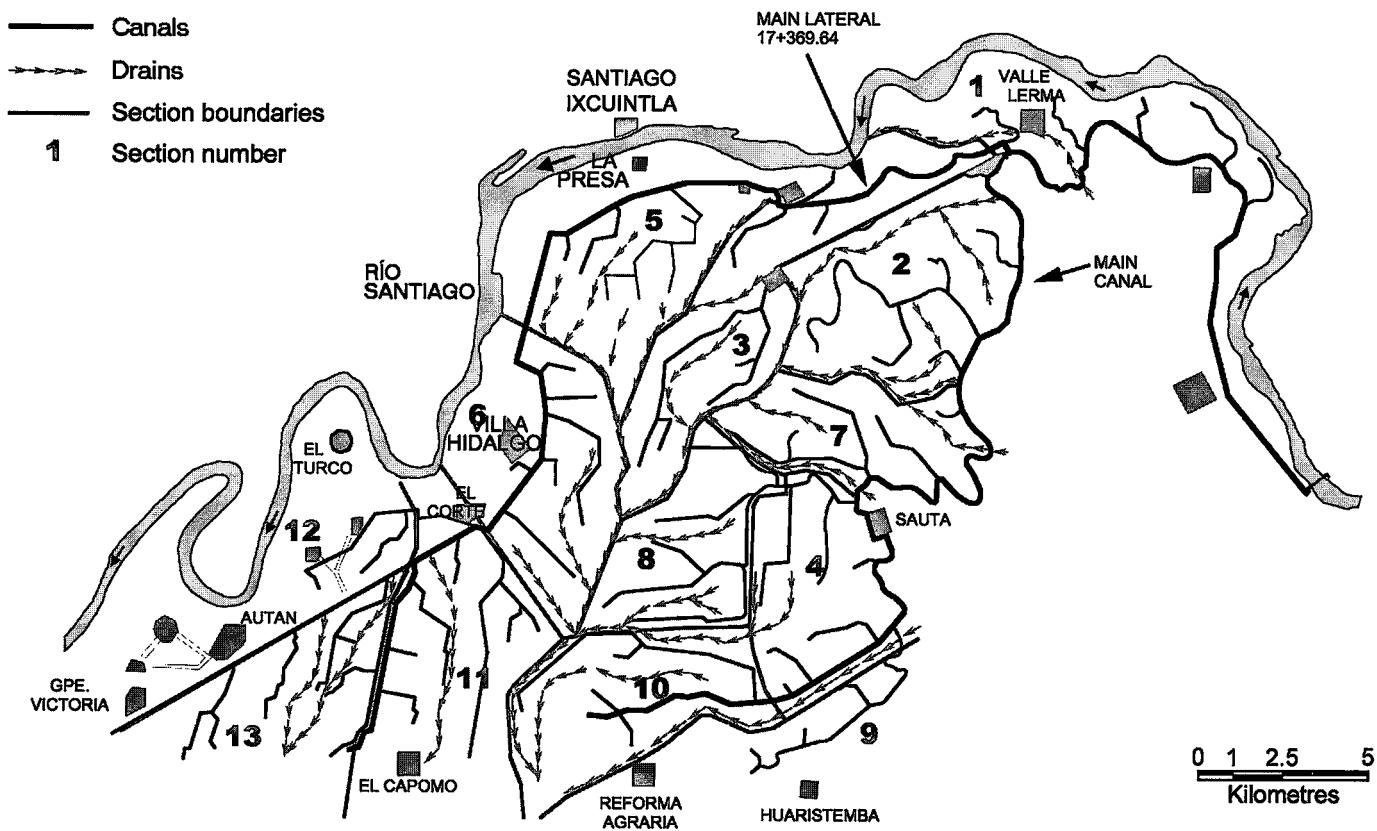 Canals
Drains
Section boundaries
1 Section number
MAIN LATERAL
17+369.64
SANTIAGO
IXCUINTLA
1
VALLE
LERMA
LA
PRESA
5
2
RÍO
SANTIAGO
MAIN
CANAL
3
6
VILLA
HIDALGO
7
EL
TURCO
EL
CORTE
12
SAUTA
8
4
AUTAN
11
10
GPE.
VICTORIA
13
9
EL CAPOMO
REFORMA
AGRARIA
HUARISTEMBA
0 1 2.5 5
Kilometres